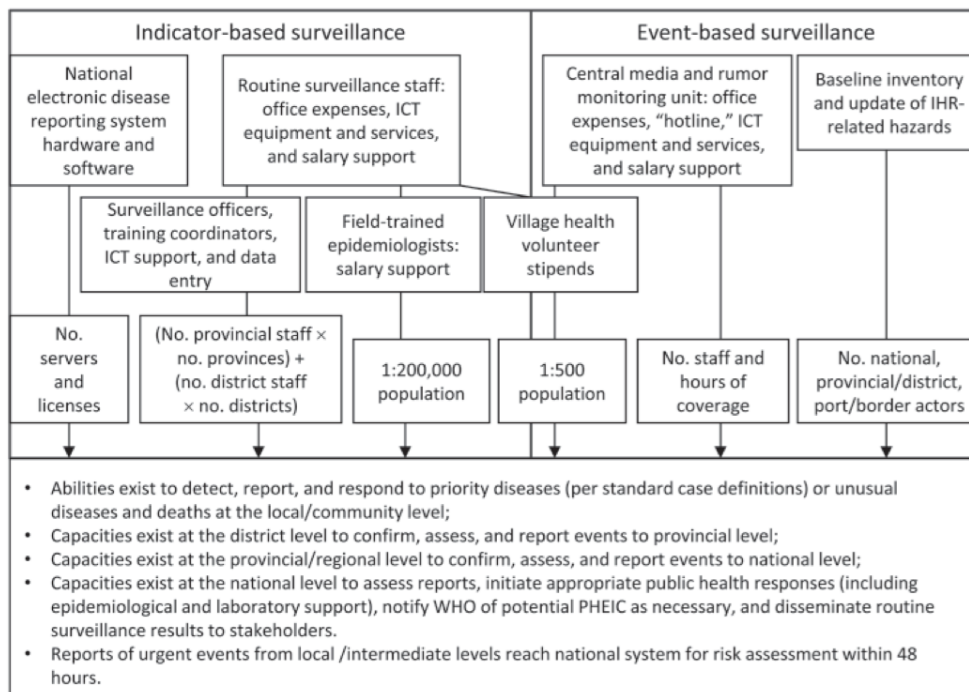 Indicator-based surveillance
Event-based surveillance
National
electronic disease
reporting system
hardware and
software
Routine surveillance staff:
office expenses, ICT
equipment and services,
and salary support
Central media and rumor
monitoring unit: office
expenses, “hotline,” ICT
equipment and services,
and salary support
Baseline inventory
and update of IHR-
related hazards
Surveillance officers,
training coordinators,
ICT support, and data
entry
Field-trained
epidemiologists:
salary support
Village health
volunteer
stipends
No.
servers
and
licenses
(No. provincial staff ×
no. provinces) +
(no. district staff
× no. districts)
1:200,000
population
1:500
population
No. staff and
hours of
coverage
No. national,
provincial/district,
port/border actors
• Abilities exist to detect, report, and respond to priority diseases (per standard case definitions) or unusual
diseases and deaths at the local/community level;
• Capacities exist at the district level to confirm, assess, and report events to provincial level;
• Capacities exist at the provincial/regional level to confirm, assess, and report events to national level;
• Capacities exist at the national level to assess reports, initiate appropriate public health responses (including
epidemiological and laboratory support), notify WHO of potential PHEIC as necessary, and disseminate routine
surveillance results to stakeholders.
• Reports of urgent events from local /intermediate levels reach national system for risk assessment within 48
hours.